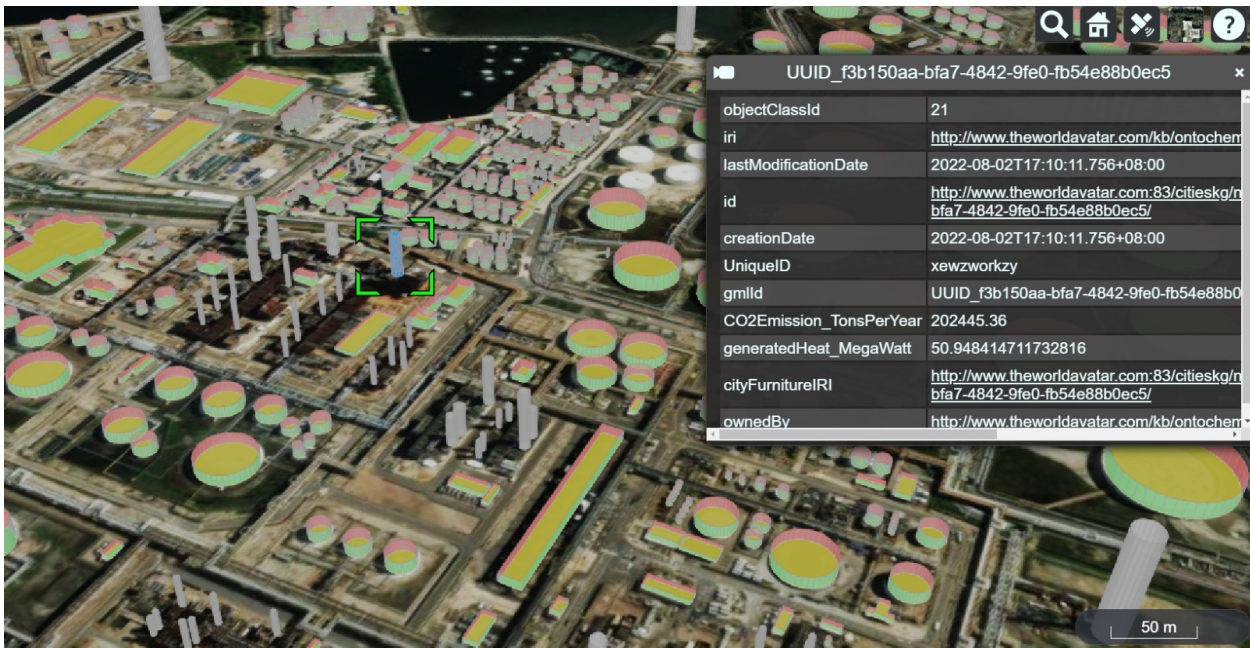 ?
UUID_f3b150aa-bfa7-4842-9fe0-fb54e88b0ec5 ×
objectClassId 21
iri http://www.theworldavatar.com/kb/ontochem
lastModificationDate 2022-08-02T17:10:11.756+08:00
id http://www.theworldavatar.com:83/citieskg/n
bfa7-4842-9fe0-fb54e88b0ec5/
creationDate 2022-08-02T17:10:11.756+08:00
UniqueID xewzworkzy
gmlId UUID_f3b150aa-bfa7-4842-9fe0-fb54e88b0
CO2Emission_TonsPerYear 202445.36
generatedHeat_MegaWatt 50.948414711732816
cityFurnitureIRI http://www.theworldavatar.com:83/citieskg/n
bfa7-4842-9fe0-fb54e88b0ec5/
ownedBy http://www.theworldavatar.com/kb/ontochem
50 m